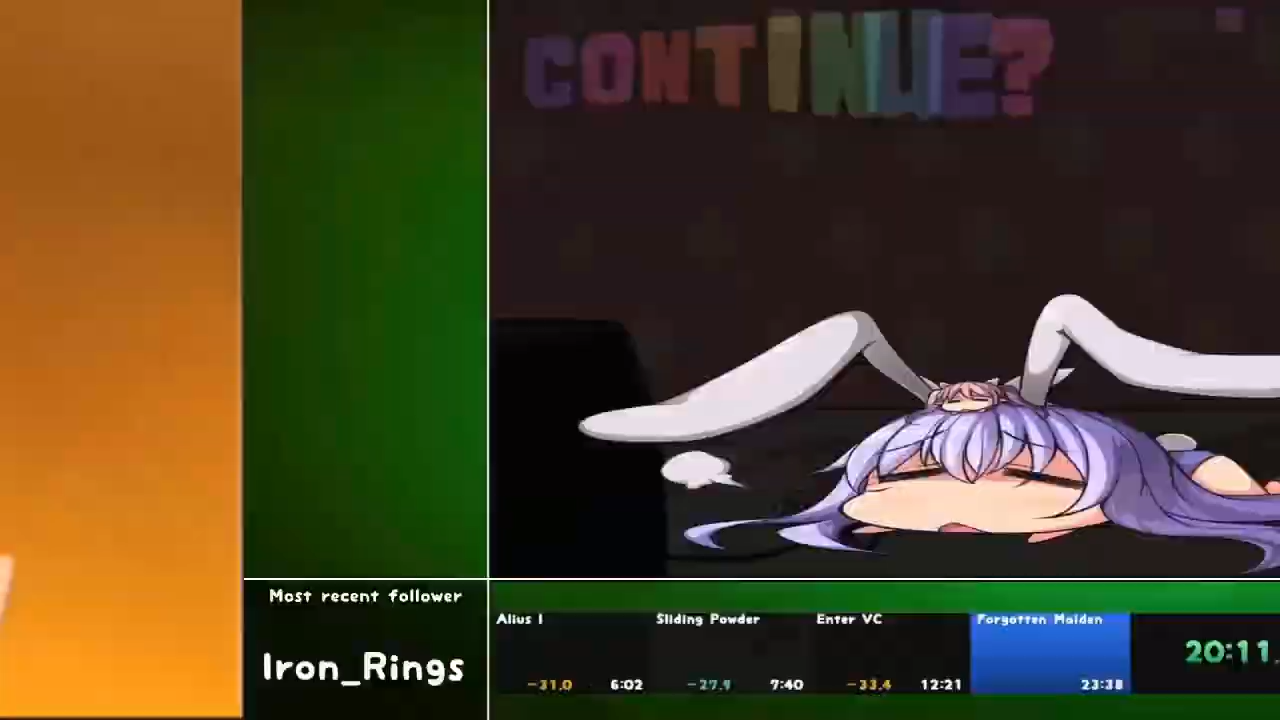 CONTINUE?
Most recent follower
Iron_Rings
Alius I
-31.0 6:02
Sliding Powder
-27.9 7:40
Enter VC
-33.4 12:21
Forgotten Maiden
23:38
20:11.